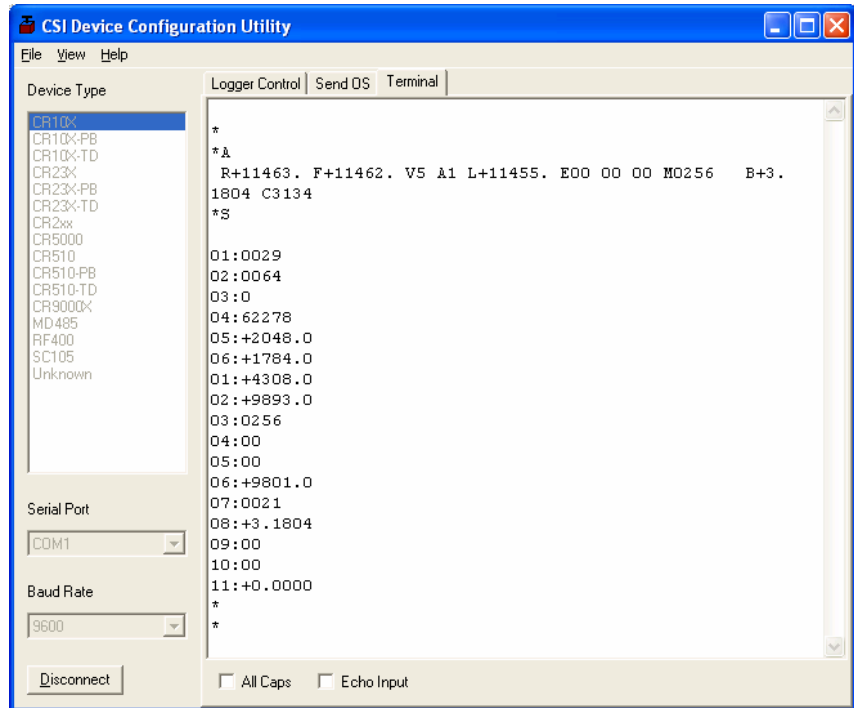 CSI Device Configuration Utility
File View Help
Device Type
CR10X
CR10X-PB
CR10X-TD
CR23X
CR23X-PB
CR23X-TD
CR2xx
CR5000
CR510
CR510-PB
CR510-TD
CR9000X
MD485
RF400
SC105
Unknown
Serial Port
COM1
Baud Rate
9600
Disconnect
Logger Control Send OS Terminal
*
*A
R+11463. F+11462. V5 A1 L+11455. E00 00 00 M0256 B+3.
1804 C3134
*S
01:0029
02:0064
03:0
04:62278
05:+2048.0
06:+1784.0
01:+4308.0
02:+9893.0
03:0256
04:00
05:00
06:+9801.0
07:0021
08:+3.1804
09:00
10:00
11:+0.0000
*
*
All Caps Echo Input